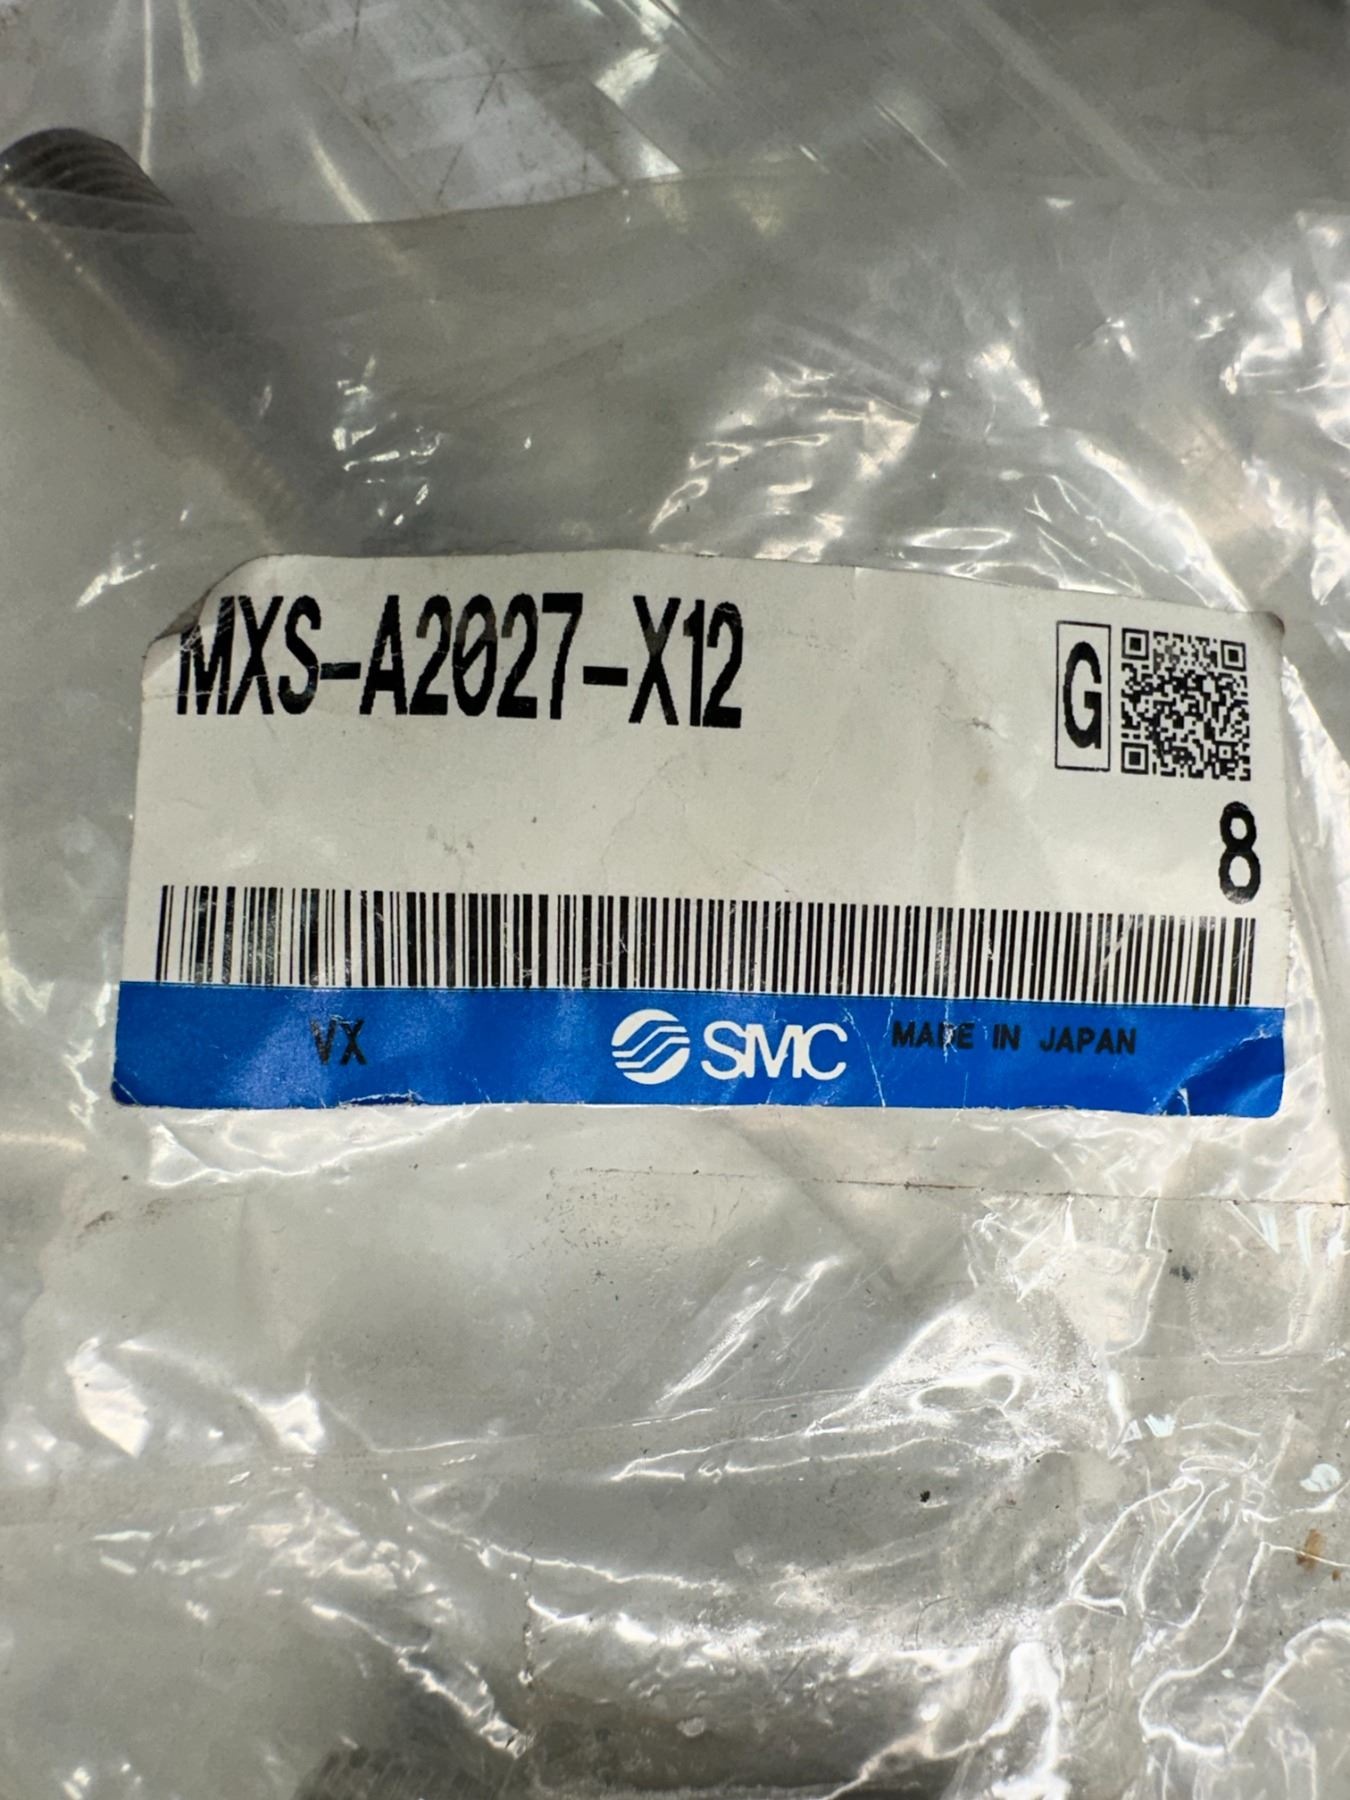 MXS-A2027-X12
G
8
VX SMC MADE IN JAPAN